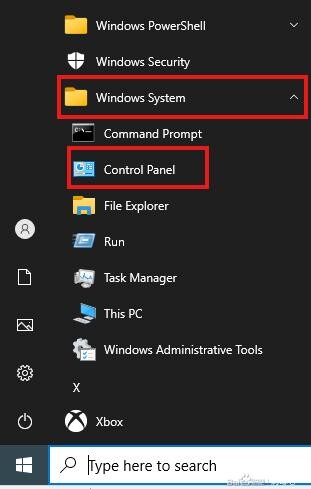 Windows PowerShell
Windows Security
Windows System
Command Prompt
Control Panel
File Explorer
Run
Task Manager
This PC
Windows Administrative Tools
X
Xbox
Type here to search